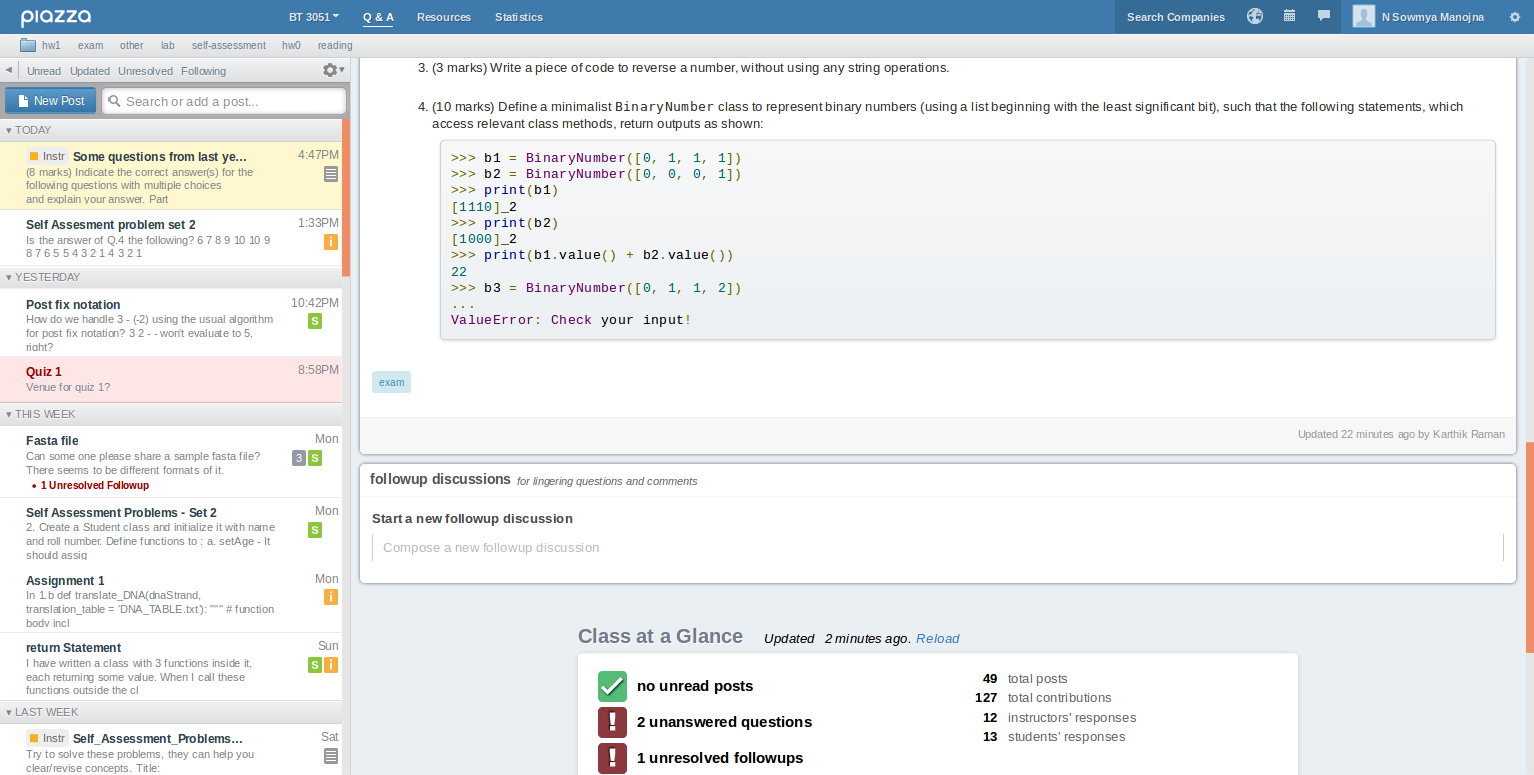 piazza
BT 3051
Q & A
Resources
Statistics
Search Companies
N Sowmya Manojna
hw1 exam other lab self-assessment hw0 reading
Unread Updated Unresolved Following
New Post
Search or add a post...
TODAY
Instr Some questions from last ye... 4:47PM
(8 marks) Indicate the correct answer(s) for the
following questions with multiple choices
and explain your answer. Part
Self Assesment problem set 2 1:33PM
Is the answer of Q.4 the following? 6 7 8 9 10 10 9
8 7 6 5 5 4 3 2 1 4 3 2 1
i
YESTERDAY
Post fix notation 10:42PM
How do we handle 3 - (-2) using the usual algorithm
for post fix notation? 3 2 - - won't evaluate to 5,
right?
S
Quiz 1 8:58PM
Venue for quiz 1?
THIS WEEK
Fasta file Mon
Can some one please share a sample fasta file?
There seems to be different formats of it.
3 S
• 1 Unresolved Followup
Self Assessment Problems - Set 2 Mon
2. Create a Student class and initialize it with name
and roll number. Define functions to : a. setAge - It
should assig
S
Assignment 1 Mon
In 1.b def translate_DNA(dnaStrand,
translation_table = 'DNA_TABLE.txt'): """ # function
body incl
i
return Statement Sun
I have written a class with 3 functions inside it,
each returning some value. When I call these
functions outside the cl
S i
LAST WEEK
Instr Self_Assessment_Problems... Sat
Try to solve these problems, they can help you
clear/revise concepts. Title:
3. (3 marks) Write a piece of code to reverse a number, without using any string operations.
4. (10 marks) Define a minimalist BinaryNumber class to represent binary numbers (using a list beginning with the least significant bit), such that the following statements, which
access relevant class methods, return outputs as shown:
>>> b1 = BinaryNumber([0, 1, 1, 1])
>>> b2 = BinaryNumber([0, 0, 0, 1])
>>> print(b1)
[1110]_2
>>> print(b2)
[1000]_2
>>> print(b1.value() + b2.value())
22
>>> b3 = BinaryNumber([0, 1, 1, 2])
...
ValueError: Check your input!
exam
Updated 22 minutes ago by Karthik Raman
followup discussions for lingering questions and comments
Start a new followup discussion
Compose a new followup discussion
Class at a Glance Updated 2 minutes ago. Reload
no unread posts
2 unanswered questions
1 unresolved followups
49 total posts
127 total contributions
12 instructors' responses
13 students' responses